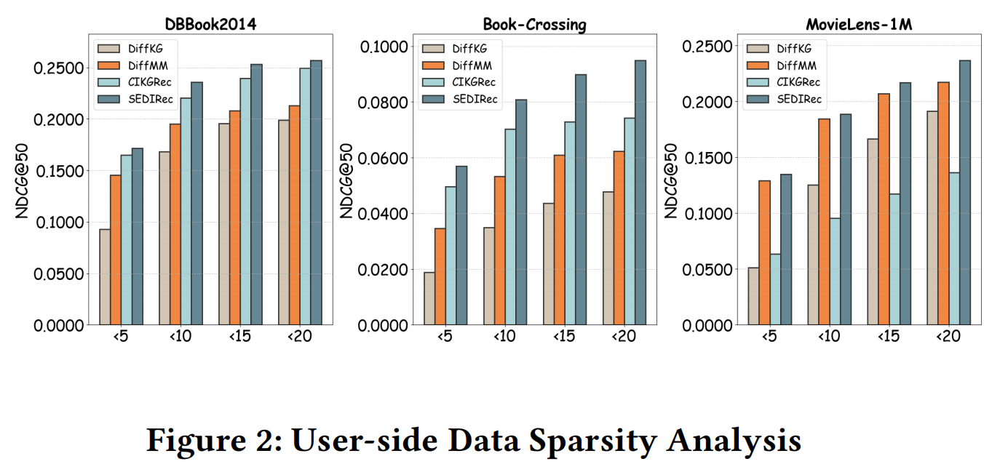 DBBook2014
DiffKG
DiffMM
CIKGRec
SEDIRec
NDCG@50
0.2500
0.2000
0.1500
0.1000
0.0500
0.0000
<5
<10
<15
<20
Book-Crossing
DiffKG
DiffMM
CIKGRec
SEDIRec
NDCG@50
0.1000
0.0800
0.0600
0.0400
0.0200
0.0000
<5
<10
<15
<20
MovieLens-1M
DiffKG
DiffMM
CIKGRec
SEDIRec
NDCG@50
0.2500
0.2000
0.1500
0.1000
0.0500
0.0000
<5
<10
<15
<20
Figure 2: User-side Data Sparsity Analysis